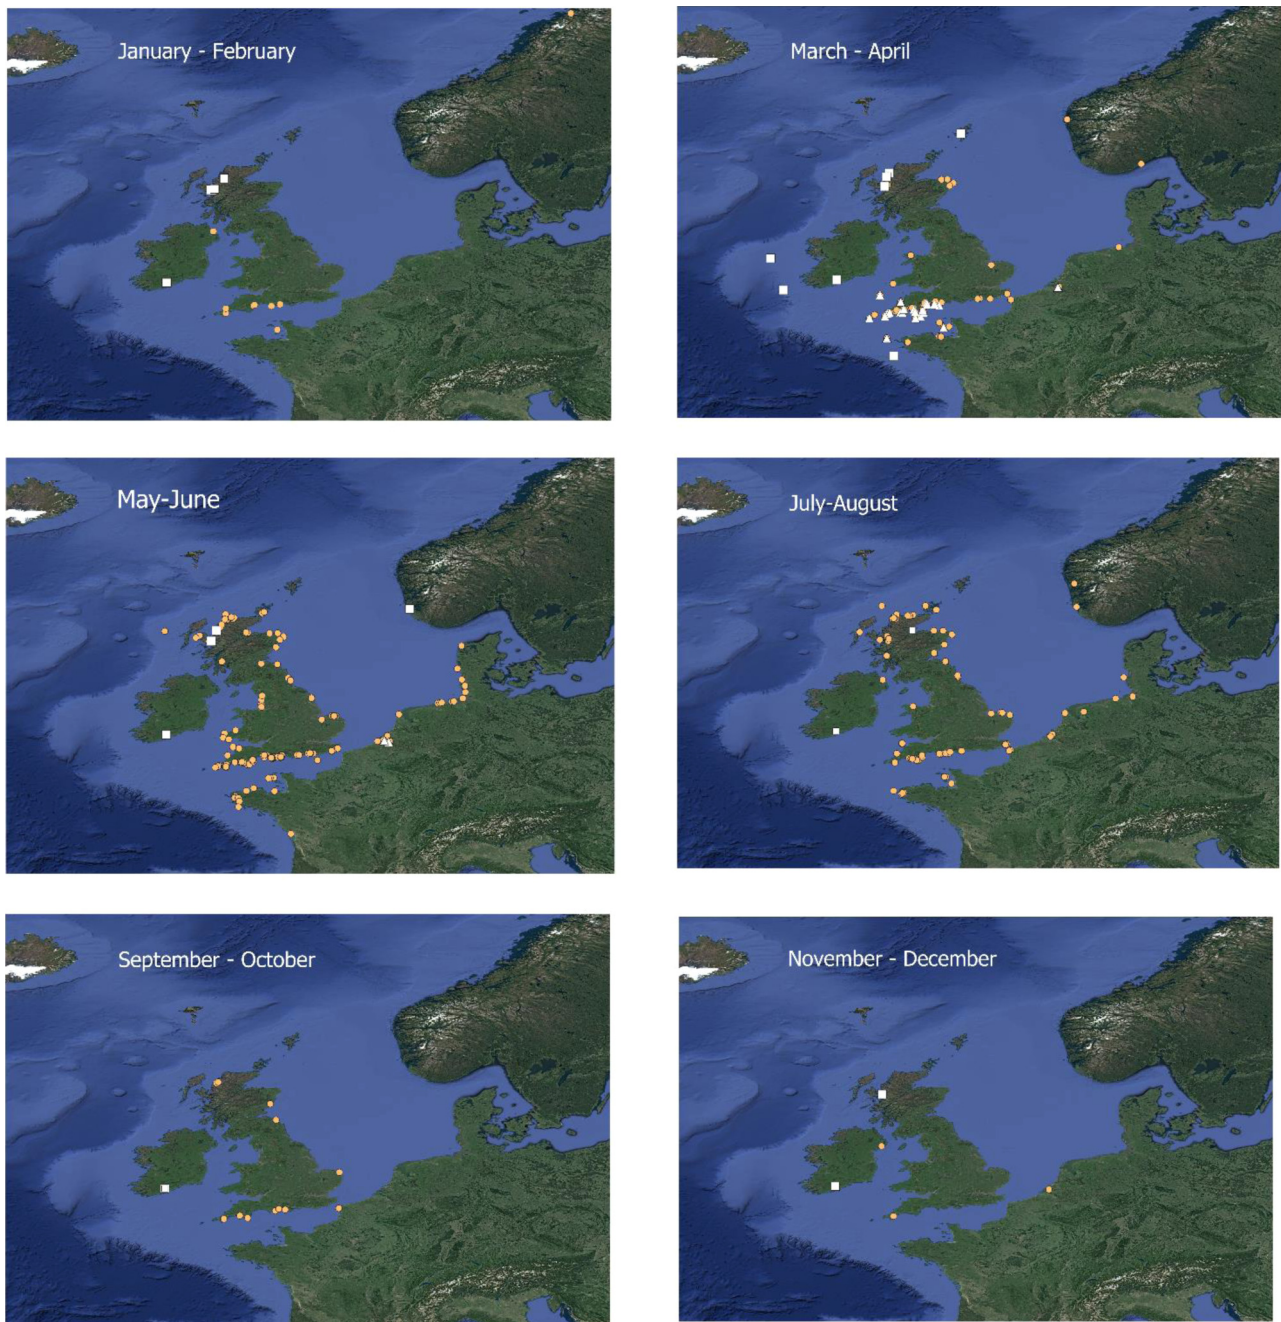 January - February
March - April
May-June
July-August
September - October
November - December